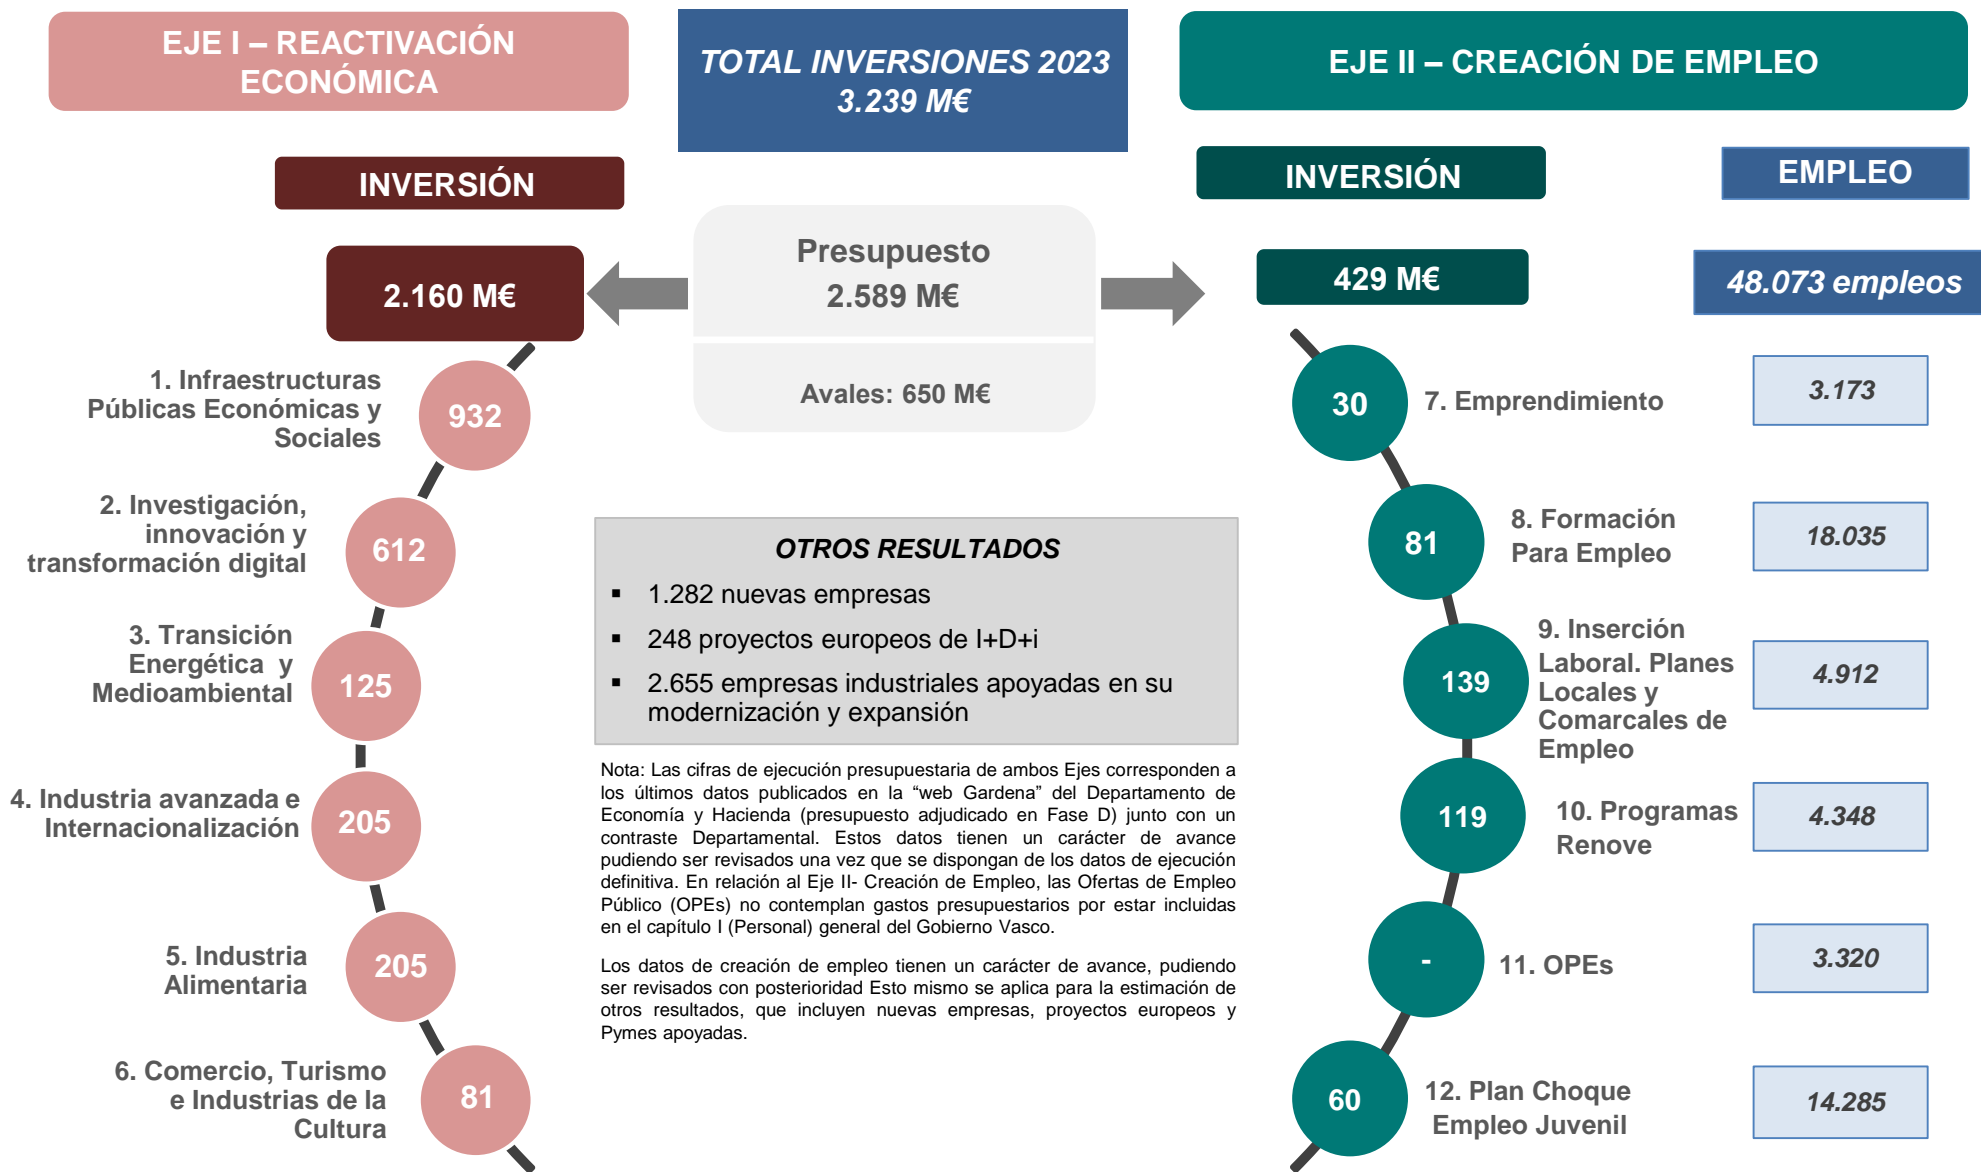 EJE I – REACTIVACIÓN
ECONÓMICA
TOTAL INVERSIONES 2023
3.239 M€
EJE II – CREACIÓN DE EMPLEO
INVERSIÓN
2.160 M€
Presupuesto
2.589 M€
Avales: 650 M€
INVERSIÓN
429 M€
EMPLEO
48.073 empleos
1. Infraestructuras
Públicas Económicas y
Sociales
932
2. Investigación,
innovación y
transformación digital
612
3. Transición
Energética y
Medioambiental
125
4. Industria avanzada e
Internacionalización
205
5. Industria
Alimentaria
205
6. Comercio, Turismo
e Industrias de la
Cultura
81
OTROS RESULTADOS
▪ 1.282 nuevas empresas
▪ 248 proyectos europeos de I+D+i
▪ 2.655 empresas industriales apoyadas en su
modernización y expansión
Nota: Las cifras de ejecución presupuestaria de ambos Ejes corresponden a
los últimos datos publicados en la “web Gardena” del Departamento de
Economía y Hacienda (presupuesto adjudicado en Fase D) junto con un
contraste Departamental. Estos datos tienen un carácter de avance
pudiendo ser revisados una vez que se dispongan de los datos de ejecución
definitiva. En relación al Eje II- Creación de Empleo, las Ofertas de Empleo
Público (OPEs) no contemplan gastos presupuestarios por estar incluidas
en el capítulo I (Personal) general del Gobierno Vasco.
Los datos de creación de empleo tienen un carácter de avance, pudiendo
ser revisados con posterioridad Esto mismo se aplica para la estimación de
otros resultados, que incluyen nuevas empresas, proyectos europeos y
Pymes apoyadas.
30
7. Emprendimiento
3.173
81
8. Formación
Para Empleo
18.035
139
9. Inserción
Laboral. Planes
Locales y
Comarcales de
Empleo
4.912
119
10. Programas
Renove
4.348
-
11. OPEs
3.320
60
12. Plan Choque
Empleo Juvenil
14.285